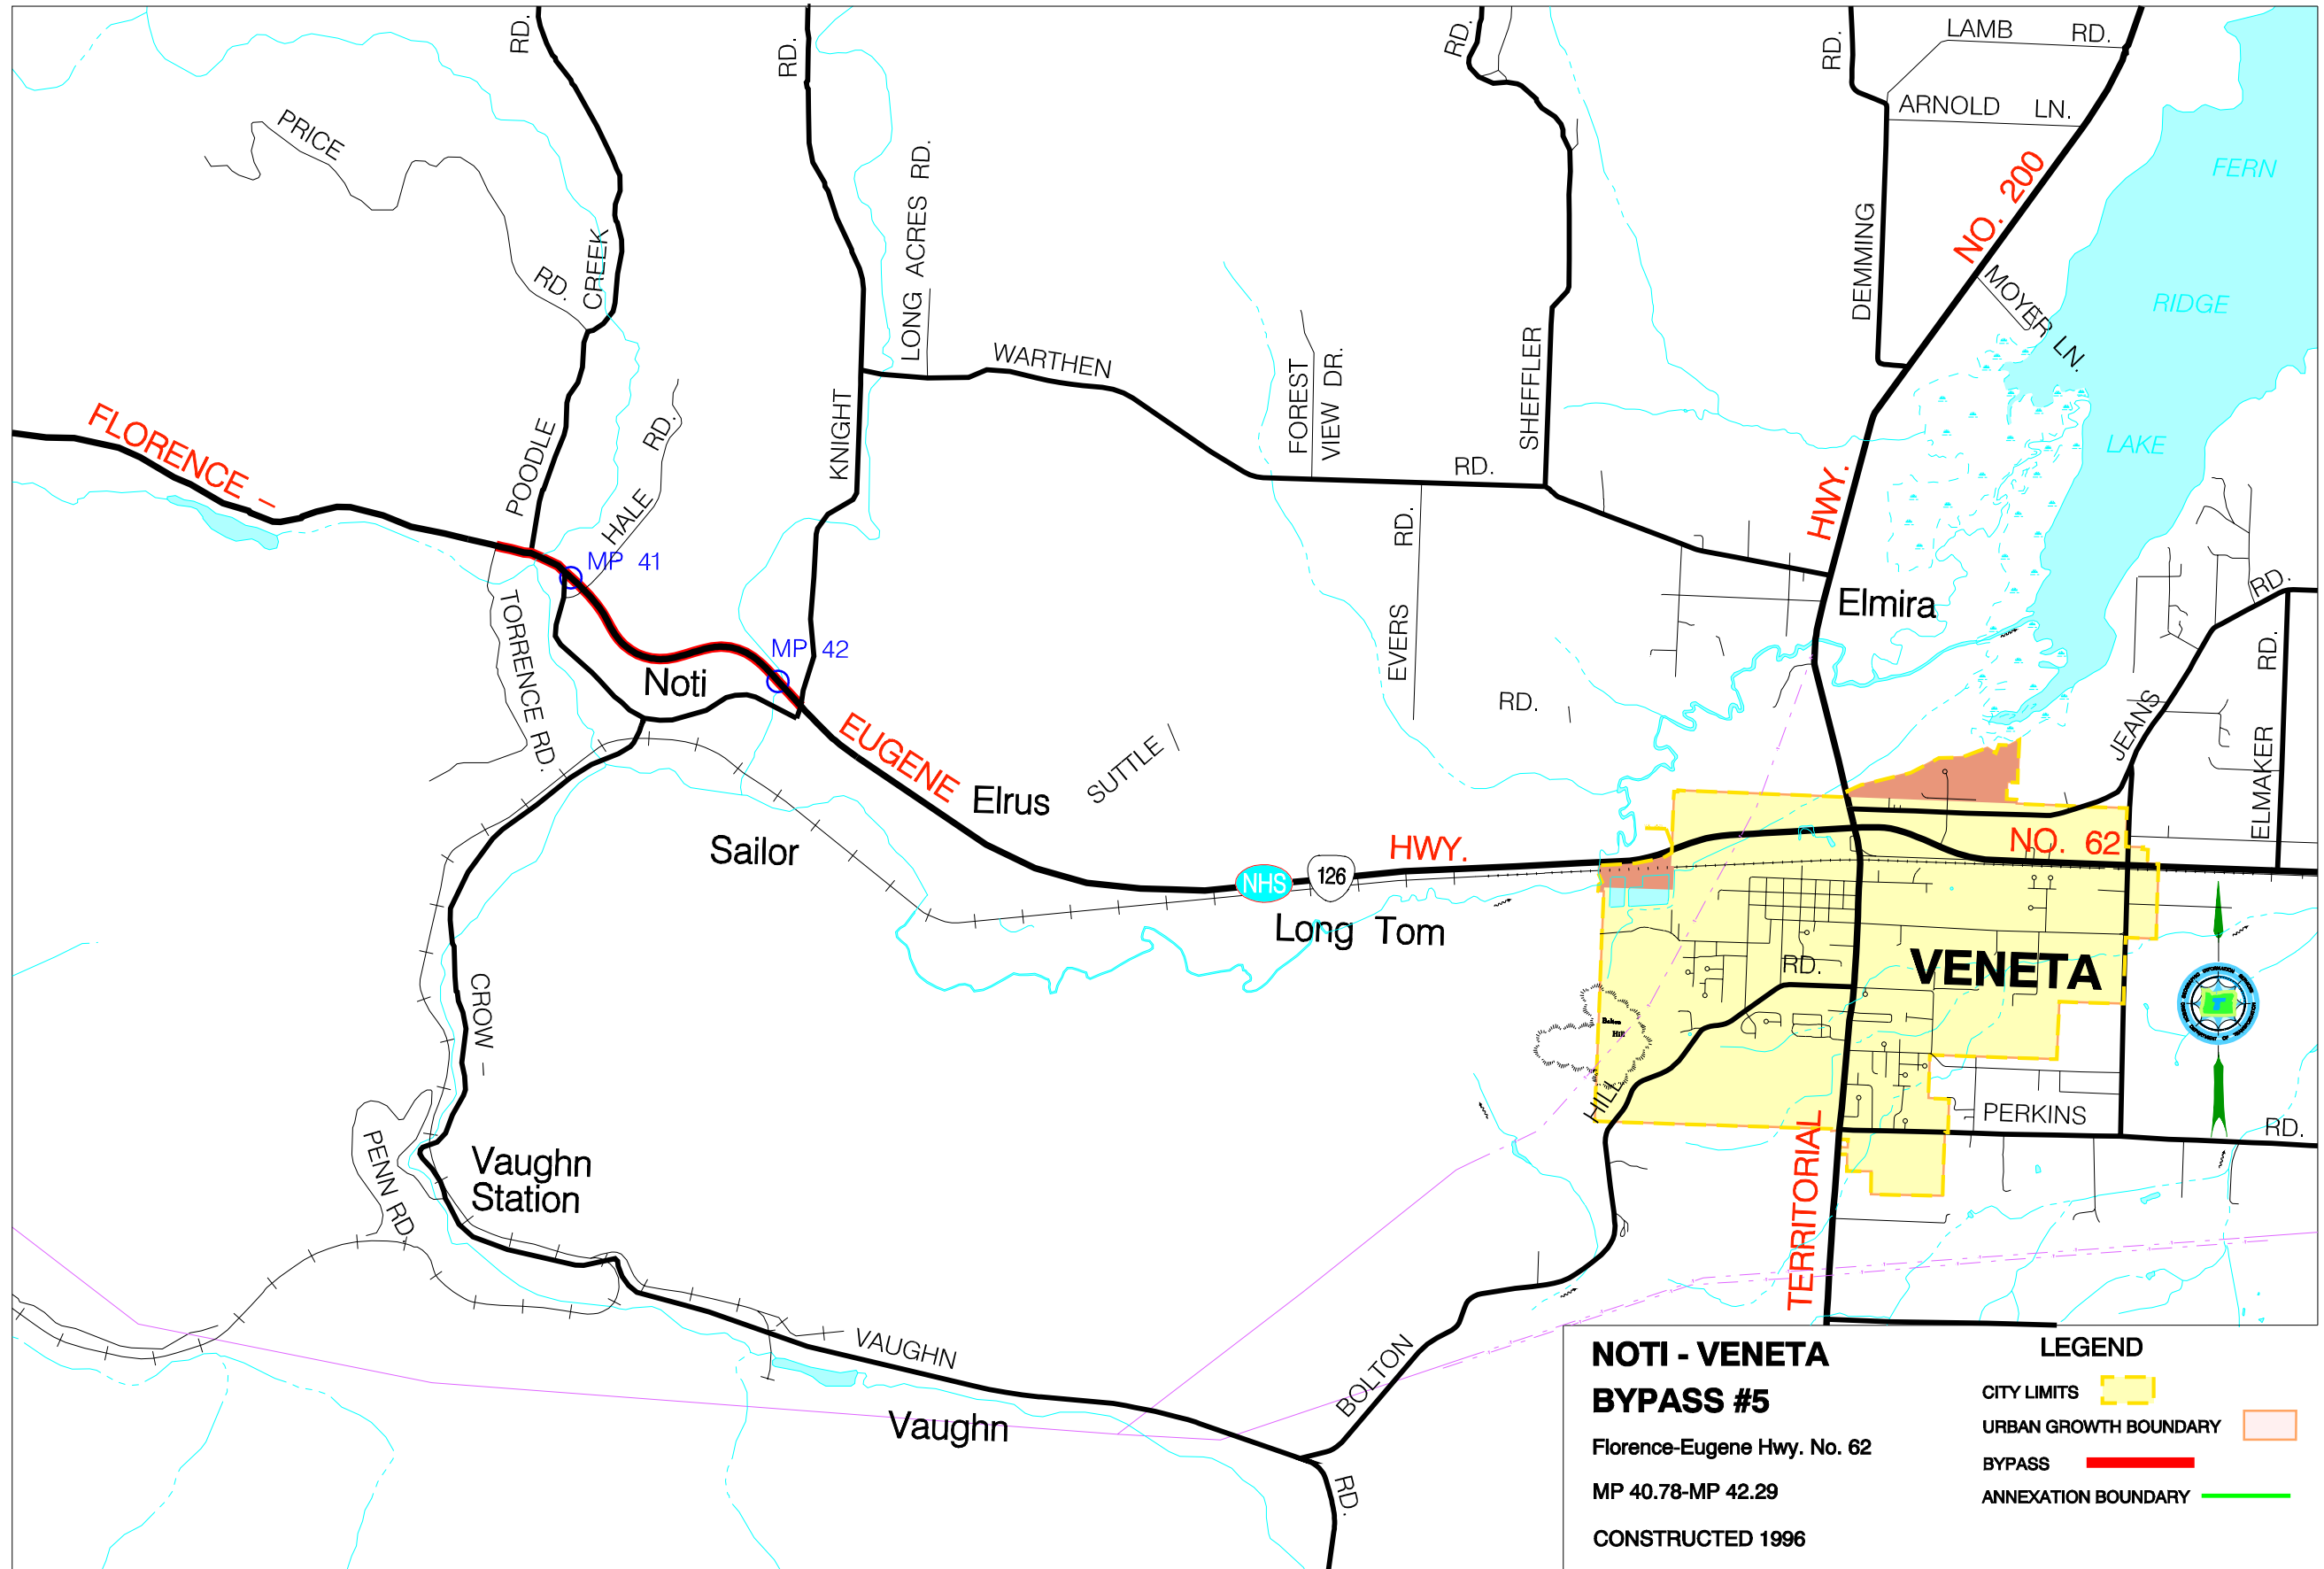 RD.
RD.
RD.
RD.
LAMB RD.
ARNOLD LN.
PRICE
RD.
CREEK
LONG ACRES RD.
NO. 200
FERN
RIDGE
LAKE
DEMMING
MOYER LN.
WARTHEN
RD.
FOREST
VIEW DR.
SHEFFLER
KNIGHT
FLORENCE –
POODLE
HALE RD.
MP 41
HWY.
EVERS RD.
Elmira
RD.
TORRENCE RD.
MP 42
Noti
EUGENE
Elrus
SUTTLE
RD.
JEANS
ELMAKER RD.
Sailor
HWY.
NO. 62
NHS
126
Long Tom
VENETA
RD.
Bolton
Hill
HILL
CROW –
PERKINS
RD.
Vaughn
Station
PENN RD.
TERRITORIAL
VAUGHN
Vaughn
BOLTON
RD.
NOTI - VENETA
BYPASS #5
Florence-Eugene Hwy. No. 62
MP 40.78-MP 42.29
CONSTRUCTED 1996
LEGEND
CITY LIMITS
URBAN GROWTH BOUNDARY
BYPASS
ANNEXATION BOUNDARY